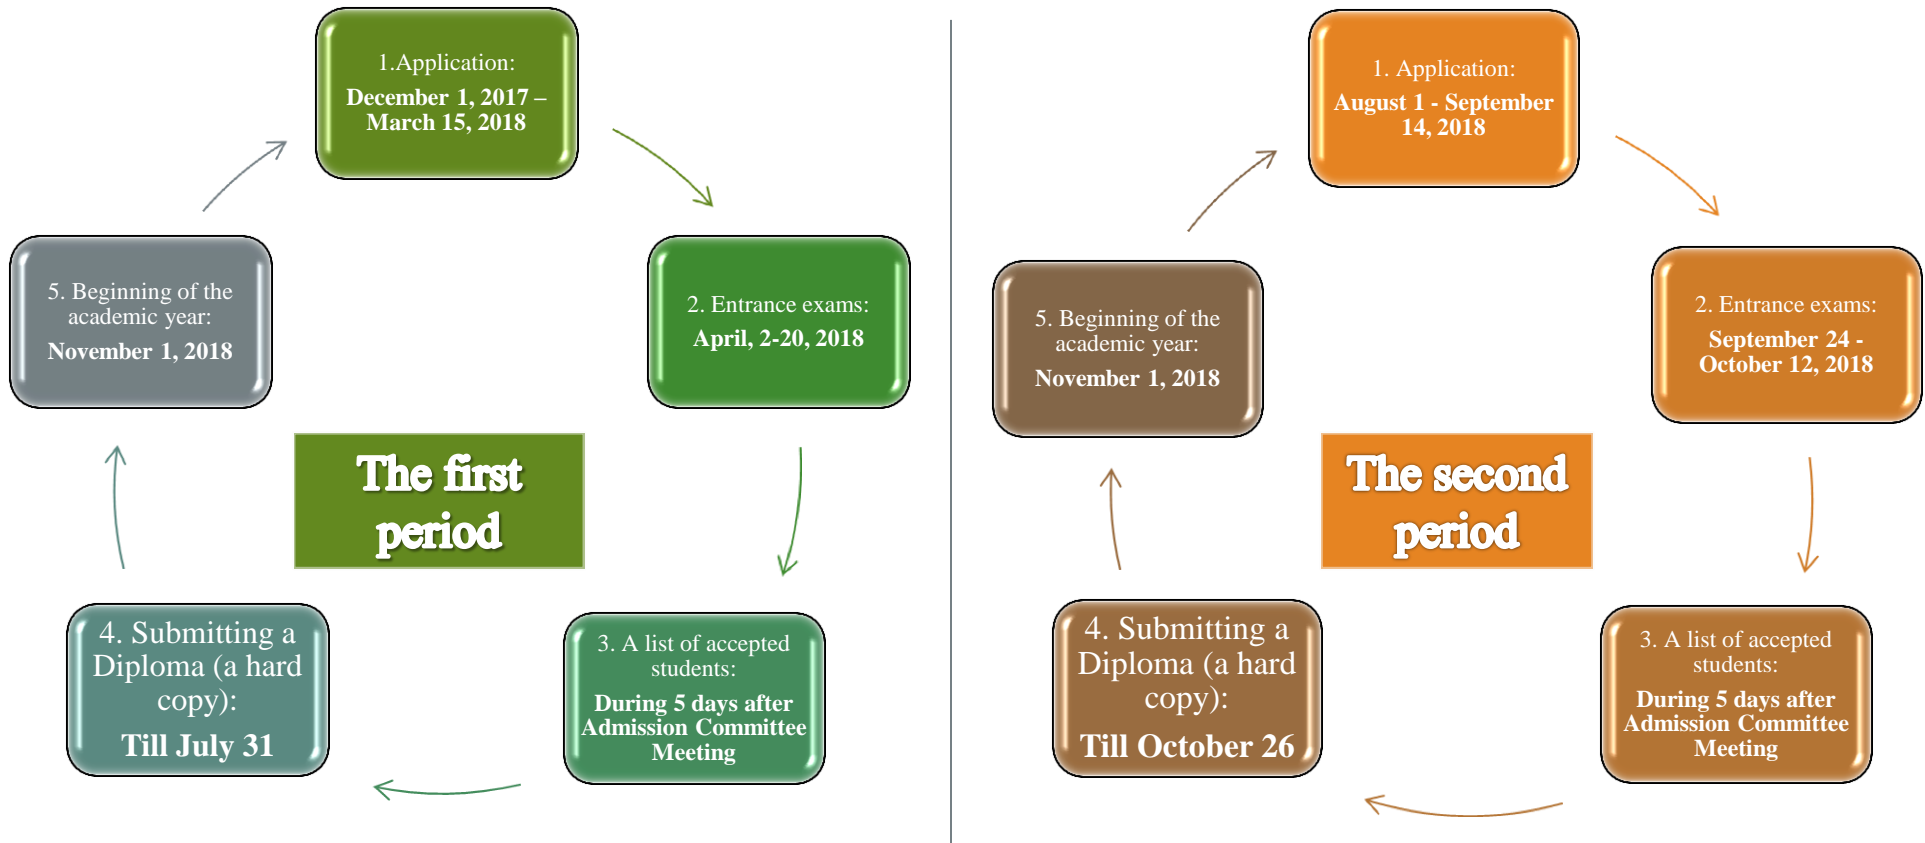 1.Application:
December 1, 2017 –
March 15, 2018
2. Entrance exams:
April, 2-20, 2018
3. A list of accepted
students:
During 5 days after
Admission Committee
Meeting
4. Submitting a
Diploma (a hard
copy):
Till July 31
5. Beginning of the
academic year:
November 1, 2018
The first
period
1. Application:
August 1 - September
14, 2018
2. Entrance exams:
September 24 -
October 12, 2018
3. A list of accepted
students:
During 5 days after
Admission Committee
Meeting
4. Submitting a
Diploma (a hard
copy):
Till October 26
5. Beginning of the
academic year:
November 1, 2018
The second
period